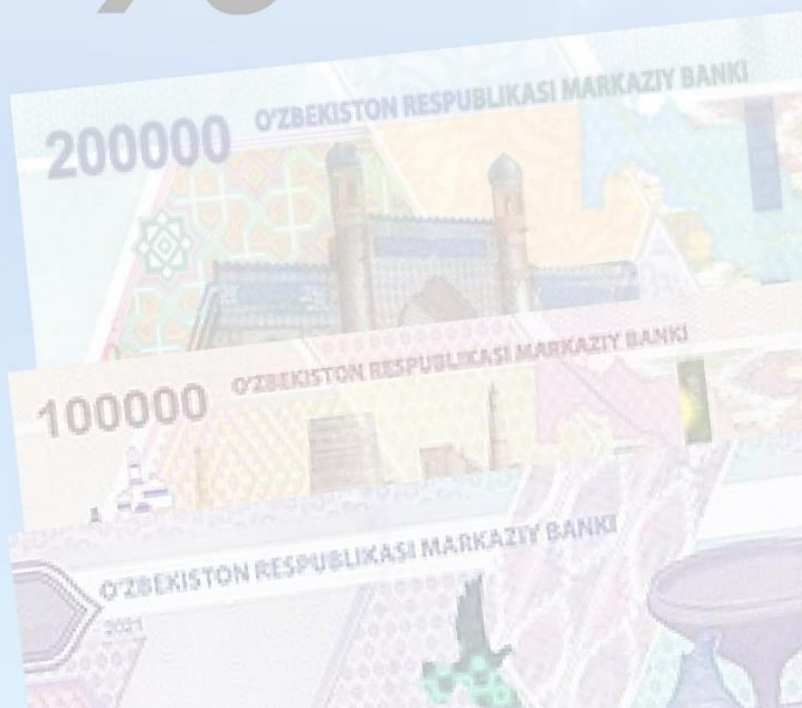 200000 O'ZBEKISTON RESPUBLIKASI MARKAZIY BANKI
100000 O'ZBEKISTON RESPUBLIKASI MARKAZIY BANKI
O'ZBEKISTON RESPUBLIKASI MARKAZIY BANKI
2021